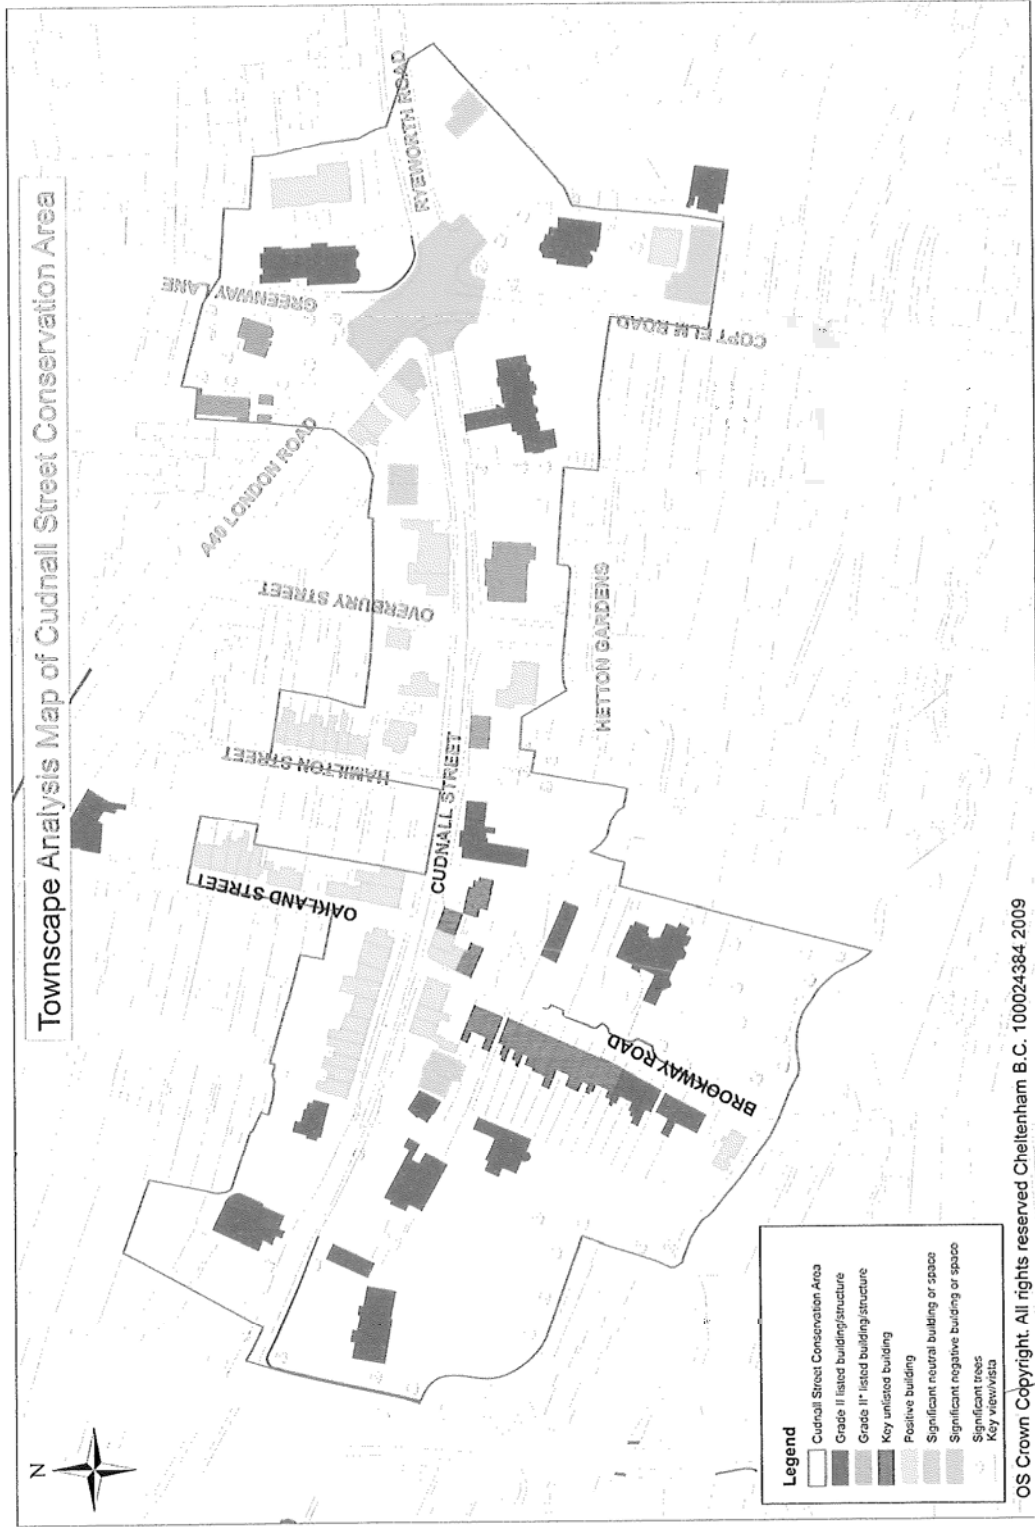 Townscape Analysis Map of Cudnall Street Conservation Area
N
RYEWORTH ROAD
GREENWAY LANE
A40 LONDON ROAD
COPT ELM ROAD
OVERBURY STREET
HETTON GARDENS
HAMILTON STREET
CUDNALL STREET
OAKLAND STREET
BROOKWAY ROAD
Legend
Cudnall Street Conservation Area
Grade II listed building/structure
Grade II* listed building/structure
Key unlisted building
Positive building
Significant neutral building or space
Significant negative building or space
Significant trees
Key view/vista
OS Crown Copyright. All rights reserved Cheltenham B.C. 100024384 2009